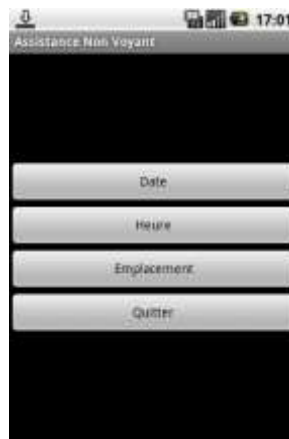 17:01
Assistance Non Voyant
Date
Heure
Emplacement
Quitter